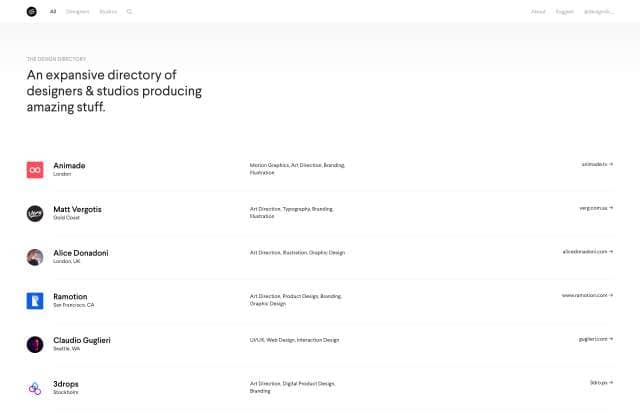 All Designers Studios
About Suggest @designdi...
THE DESIGN DIRECTORY
An expansive directory of
designers & studios producing
amazing stuff.
Animade
London
Motion Graphics, Art Direction, Branding,
Illustration
animade.tv →
Matt Vergotis
Gold Coast
Art Direction, Typography, Branding,
Illustration
verg.com.au →
Alice Donadoni
London, UK
Art Direction, Illustration, Graphic Design
alicedonadoni.com →
Ramotion
San Francisco, CA
Art Direction, Product Design, Branding,
Graphic Design
www.ramotion.com →
Claudio Guglieri
Seattle, WA
UI/UX, Web Design, Interaction Design
guglieri.com →
3drops
Stockholm
Art Direction, Digital Product Design,
Branding
3drops →